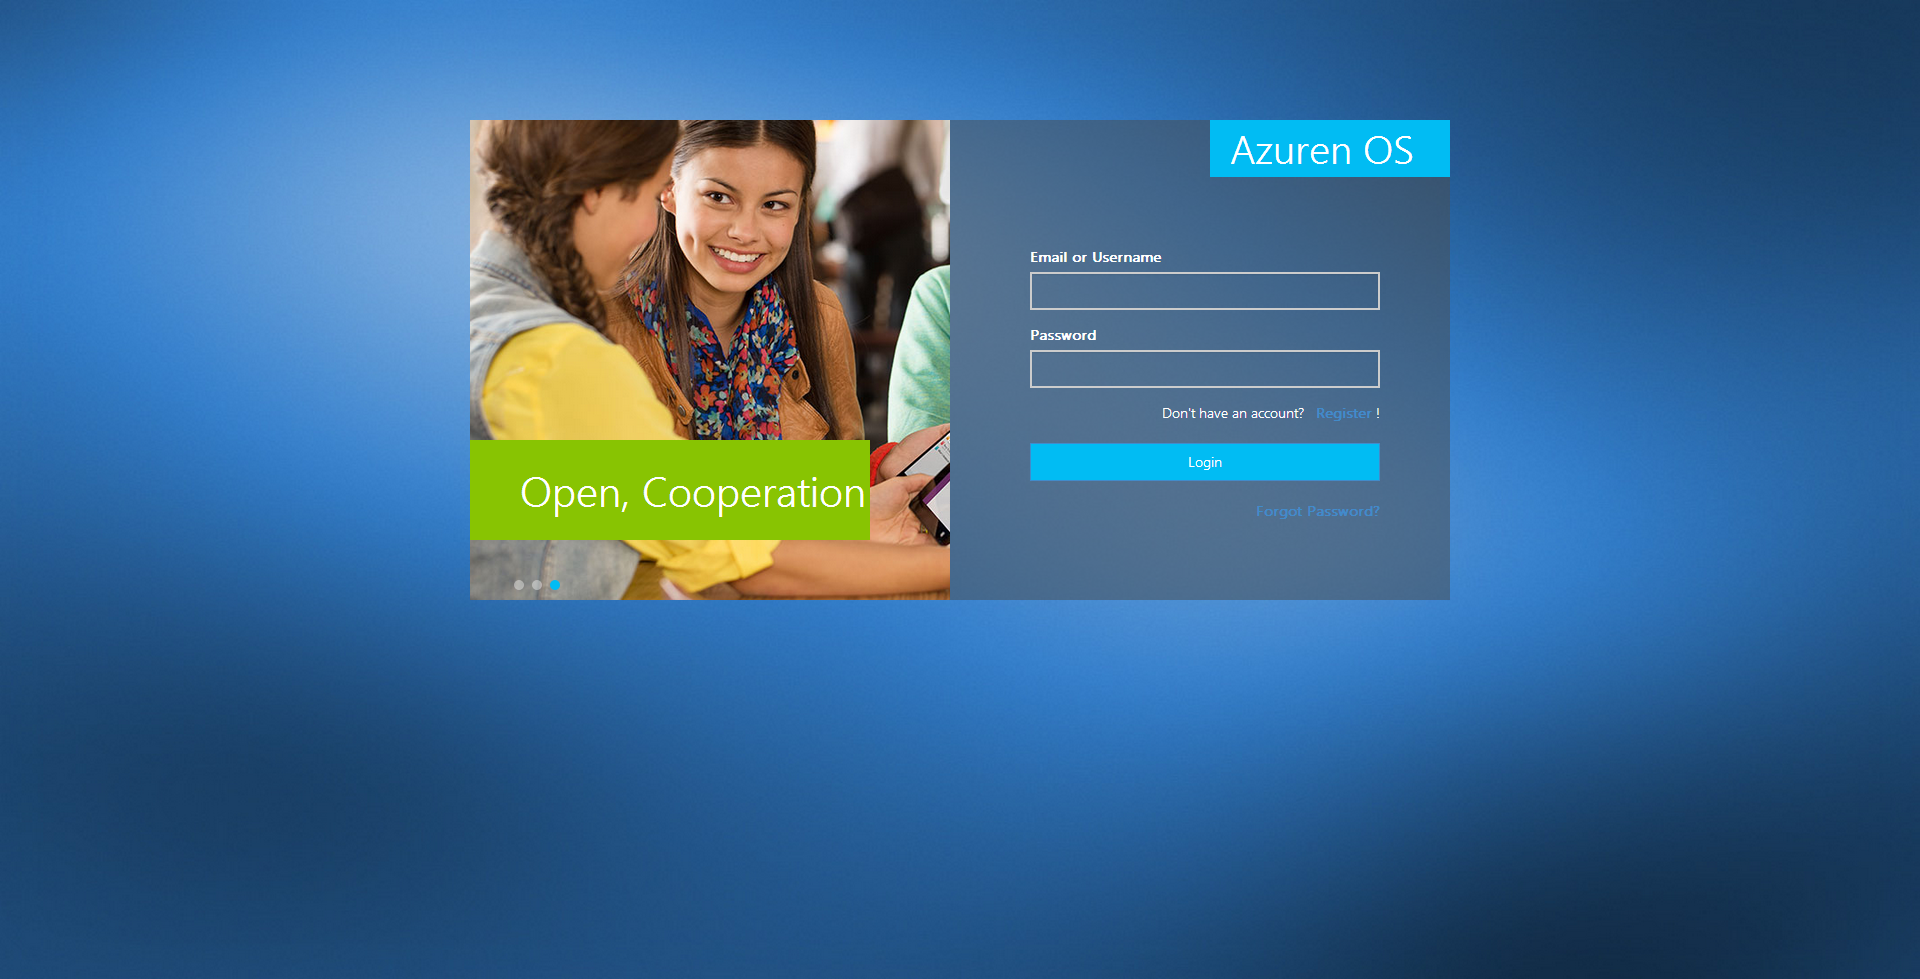 Azuren OS
Email or Username
Password
Don't have an account? Register !
Login
Forgot Password?
Open, Cooperation